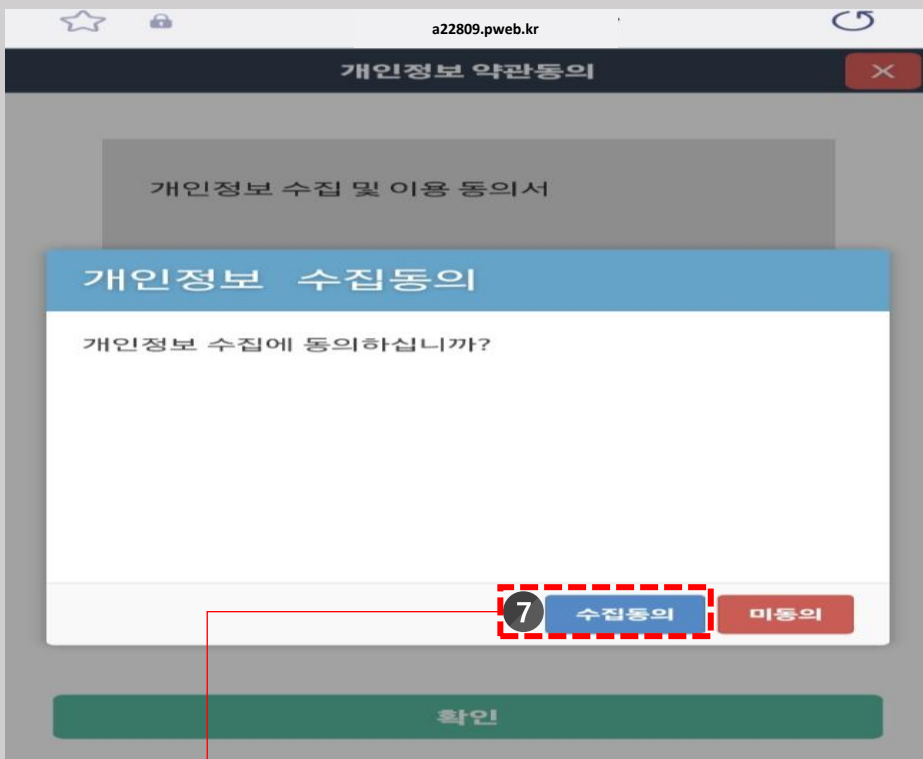 a22809.pweb.kr
개인정보 약관동의
개인정보 수집 및 이용 동의서
개인정보 수집동의
개인정보 수집에 동의하십니까?
7 수집동의 미동의
확인